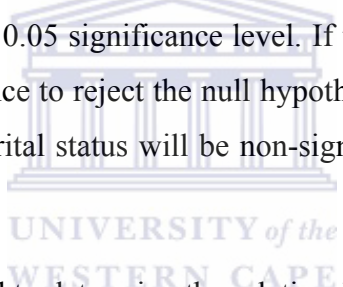 0.05 significance level. If
ce to reject the null hypoth
rital status will be non-sign
UNIVERSITY of the
WESTERN CAPE